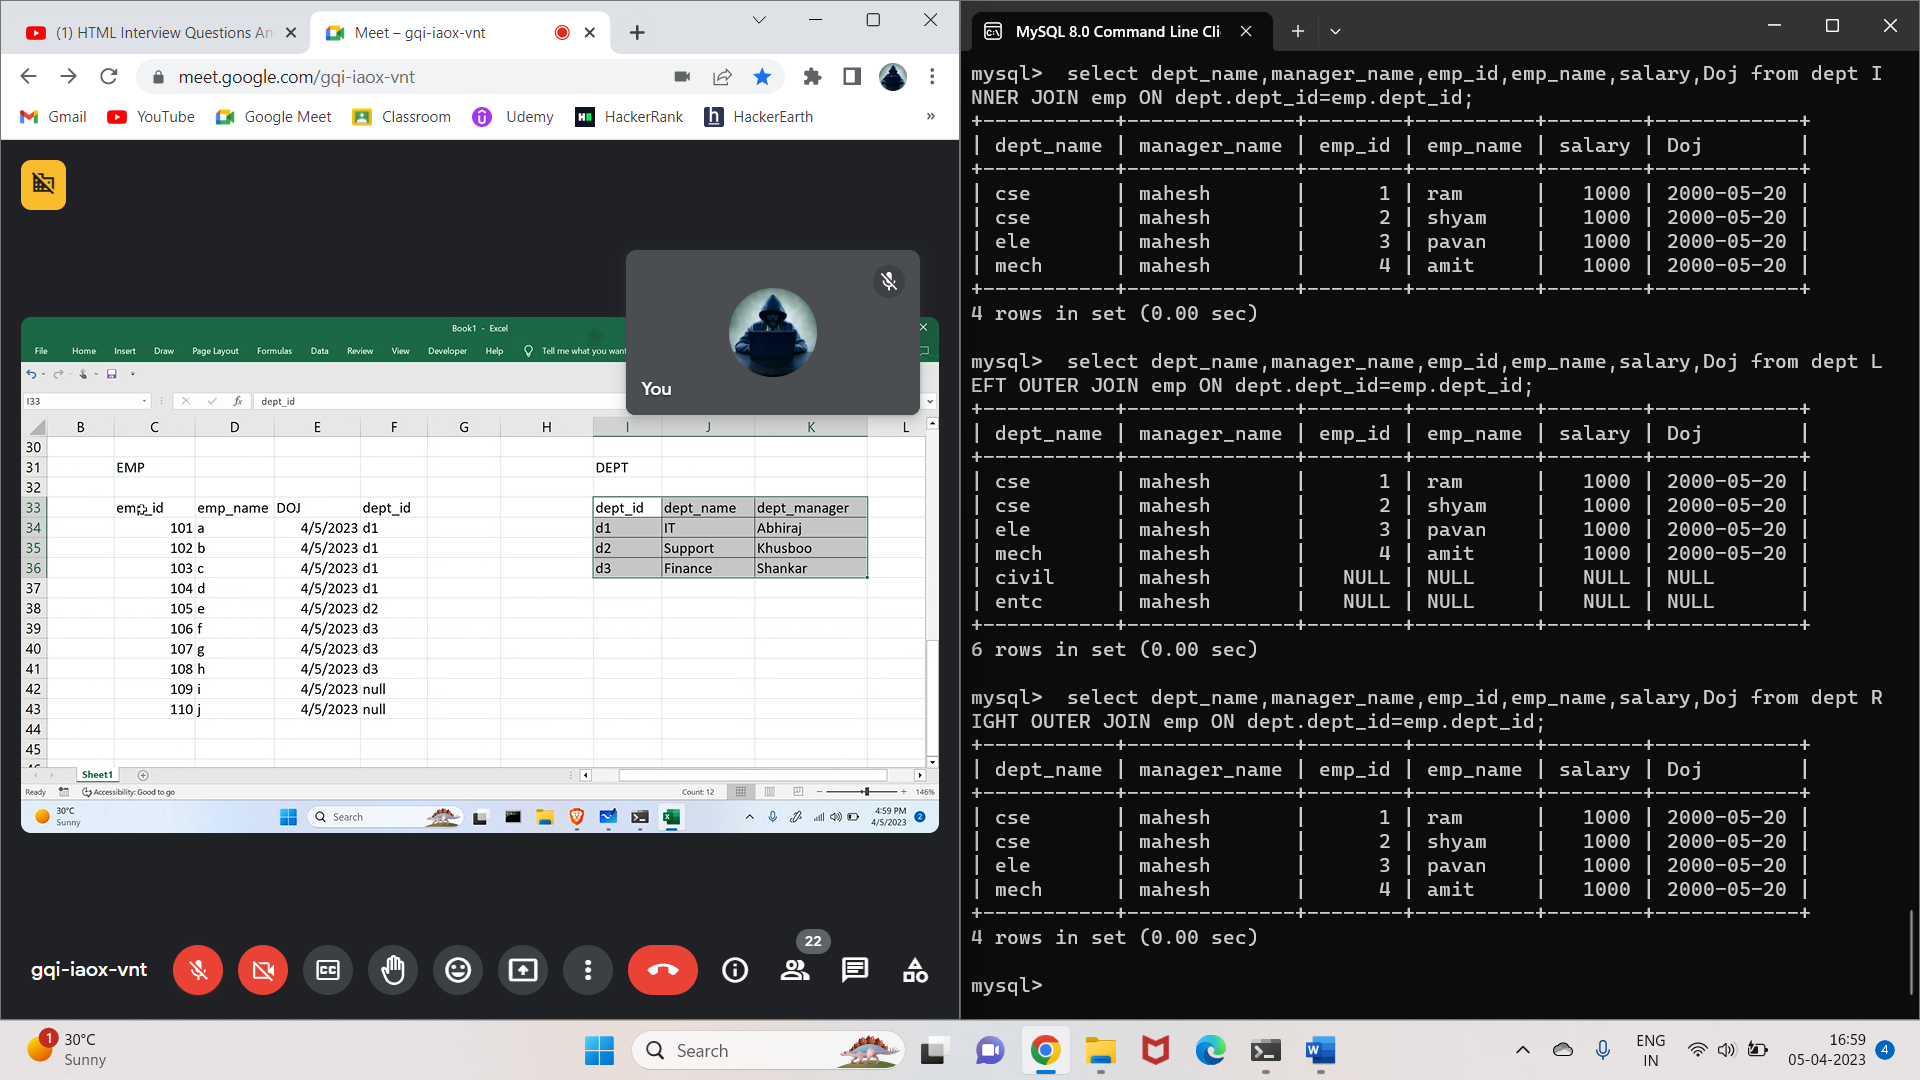 (1) HTML Interview Questions An
Meet – gqi-iaox-vnt
meet.google.com/gqi-iaox-vnt
Gmail YouTube Google Meet Classroom Udemy HackerRank HackerEarth »
You
Book1 - Excel
File Home Insert Draw Page Layout Formulas Data Review View Developer Help Tell me what you want
I33 fx dept_id
B C D E F G H I J K L
30
31 EMP DEPT
32
33 emp_id emp_name DOJ dept_id dept_id dept_name dept_manager
34 101 a 4/5/2023 d1 d1 IT Abhiraj
35 102 b 4/5/2023 d1 d2 Support Khusboo
36 103 c 4/5/2023 d1 d3 Finance Shankar
37 104 d 4/5/2023 d1
38 105 e 4/5/2023 d2
39 106 f 4/5/2023 d3
40 107 g 4/5/2023 d3
41 108 h 4/5/2023 d3
42 109 i 4/5/2023 null
43 110 j 4/5/2023 null
44
45
Sheet1
Ready Accessibility: Good to go Count: 12 146%
30°C
Sunny
Search
4:59 PM
4/5/2023
2
22
gqi-iaox-vnt
MySQL 8.0 Command Line Cli
mysql>  select dept_name,manager_name,emp_id,emp_name,salary,Doj from dept I
NNER JOIN emp ON dept.dept_id=emp.dept_id;
+-----------+--------------+--------+----------+--------+------------+
| dept_name | manager_name | emp_id | emp_name | salary | Doj        |
+-----------+--------------+--------+----------+--------+------------+
| cse       | mahesh       |      1 | ram      |   1000 | 2000-05-20 |
| cse       | mahesh       |      2 | shyam    |   1000 | 2000-05-20 |
| ele       | mahesh       |      3 | pavan    |   1000 | 2000-05-20 |
| mech      | mahesh       |      4 | amit     |   1000 | 2000-05-20 |
+-----------+--------------+--------+----------+--------+------------+
4 rows in set (0.00 sec)
mysql>  select dept_name,manager_name,emp_id,emp_name,salary,Doj from dept L
EFT OUTER JOIN emp ON dept.dept_id=emp.dept_id;
+-----------+--------------+--------+----------+--------+------------+
| dept_name | manager_name | emp_id | emp_name | salary | Doj        |
+-----------+--------------+--------+----------+--------+------------+
| cse       | mahesh       |      1 | ram      |   1000 | 2000-05-20 |
| cse       | mahesh       |      2 | shyam    |   1000 | 2000-05-20 |
| ele       | mahesh       |      3 | pavan    |   1000 | 2000-05-20 |
| mech      | mahesh       |      4 | amit     |   1000 | 2000-05-20 |
| civil     | mahesh       |   NULL | NULL     |   NULL | NULL       |
| entc      | mahesh       |   NULL | NULL     |   NULL | NULL       |
+-----------+--------------+--------+----------+--------+------------+
6 rows in set (0.00 sec)
mysql>  select dept_name,manager_name,emp_id,emp_name,salary,Doj from dept R
IGHT OUTER JOIN emp ON dept.dept_id=emp.dept_id;
+-----------+--------------+--------+----------+--------+------------+
| dept_name | manager_name | emp_id | emp_name | salary | Doj        |
+-----------+--------------+--------+----------+--------+------------+
| cse       | mahesh       |      1 | ram      |   1000 | 2000-05-20 |
| cse       | mahesh       |      2 | shyam    |   1000 | 2000-05-20 |
| ele       | mahesh       |      3 | pavan    |   1000 | 2000-05-20 |
| mech      | mahesh       |      4 | amit     |   1000 | 2000-05-20 |
+-----------+--------------+--------+----------+--------+------------+
4 rows in set (0.00 sec)
mysql>
1
30°C
Sunny
Search
ENG
IN
16:59
05-04-2023
4